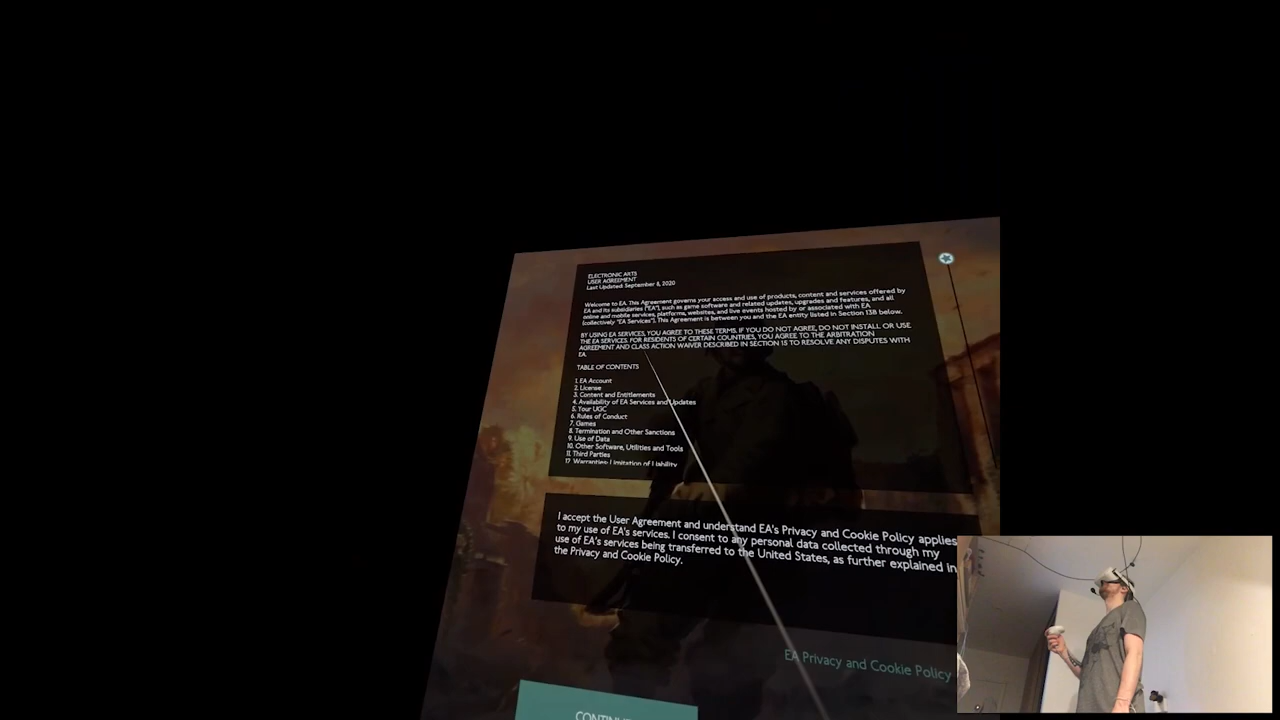 ELECTRONIC ARTS
USER AGREEMENT
Last Updated: September 8, 2020
Welcome to EA. This Agreement governs your access and use of products, content and services offered by
EA and its subsidiaries ("EA"), such as game software and related updates, upgrades and features, and all
online and mobile services, platforms, websites, and live events hosted by or associated with EA
(collectively "EA Services"). This Agreement is between you and the EA entity listed in Section 13B below.
BY USING EA SERVICES, YOU AGREE TO THESE TERMS. IF YOU DO NOT AGREE, DO NOT INSTALL OR USE
THE EA SERVICES. FOR RESIDENTS OF CERTAIN COUNTRIES, YOU AGREE TO THE ARBITRATION
AGREEMENT AND CLASS ACTION WAIVER DESCRIBED IN SECTION 15 TO RESOLVE ANY DISPUTES WITH
EA.
TABLE OF CONTENTS
1. EA Account
2. License
3. Content and Entitlements
4. Availability of EA Services and Updates
5. Your UGC
6. Rules of Conduct
7. Games
8. Termination and Other Sanctions
9. Use of Data
10. Other Software, Utilities and Tools
11. Third Parties
12. Warranties; Limitation of Liability
I accept the User Agreement and understand EA's Privacy and Cookie Policy applies
to my use of EA's services. I consent to any personal data collected through my
use of EA's services being transferred to the United States, as further explained in
the Privacy and Cookie Policy.
EA Privacy and Cookie Policy
CONTINUE